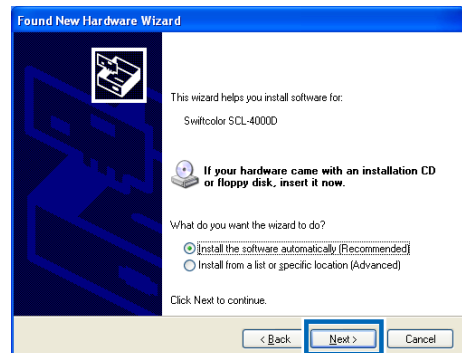 Found New Hardware Wizard
This wizard helps you install software for:
Swiftcolor SCL-4000D
If your hardware came with an installation CD
or floppy disk, insert it now.
What do you want the wizard to do?
Install the software automatically (Recommended)
Install from a list or specific location (Advanced)
Click Next to continue.
< Back Next > Cancel